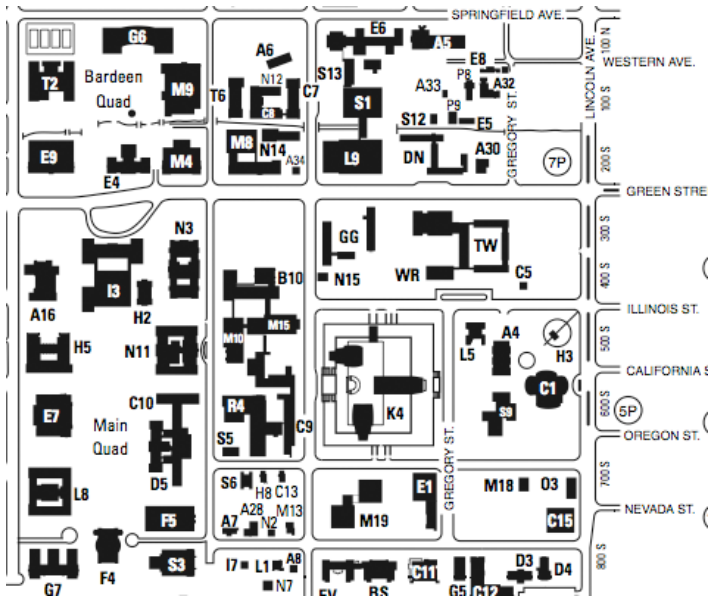 SPRINGFIELD AVE.
G6
E6
A5
100 N
LINCOLN AVE.
WESTERN AVE.
A6
E8
T2
Bardeen
Quad
M9
S13
N12
C7
A33
P8
A32
T6
C8
S1
GREGORY ST.
100 S
S12
P9
E5
M8
N14
E9
E4
M4
A34
L9
DN
A30
7P
200 S
GREEN STRE
N3
GG
TW
300 S
I3
B10
N15
WR
C5
400 S
A16
H2
ILLINOIS ST.
H5
N11
M10
M15
L5
A4
H3
500 S
CALIFORNIA S
E7
C10
R4
K4
C1
S9
600 S
5P
Main
Quad
S5
C9
OREGON ST.
D5
GREGORY ST.
L8
S6
H8
C13
E1
M18
O3
700 S
A28
M13
F5
A7
N2
M19
C15
NEVADA ST.
F4
S3
I7
L1
A8
C11
D3
D4
800 S
G7
N7
EV
BS
G5
C12